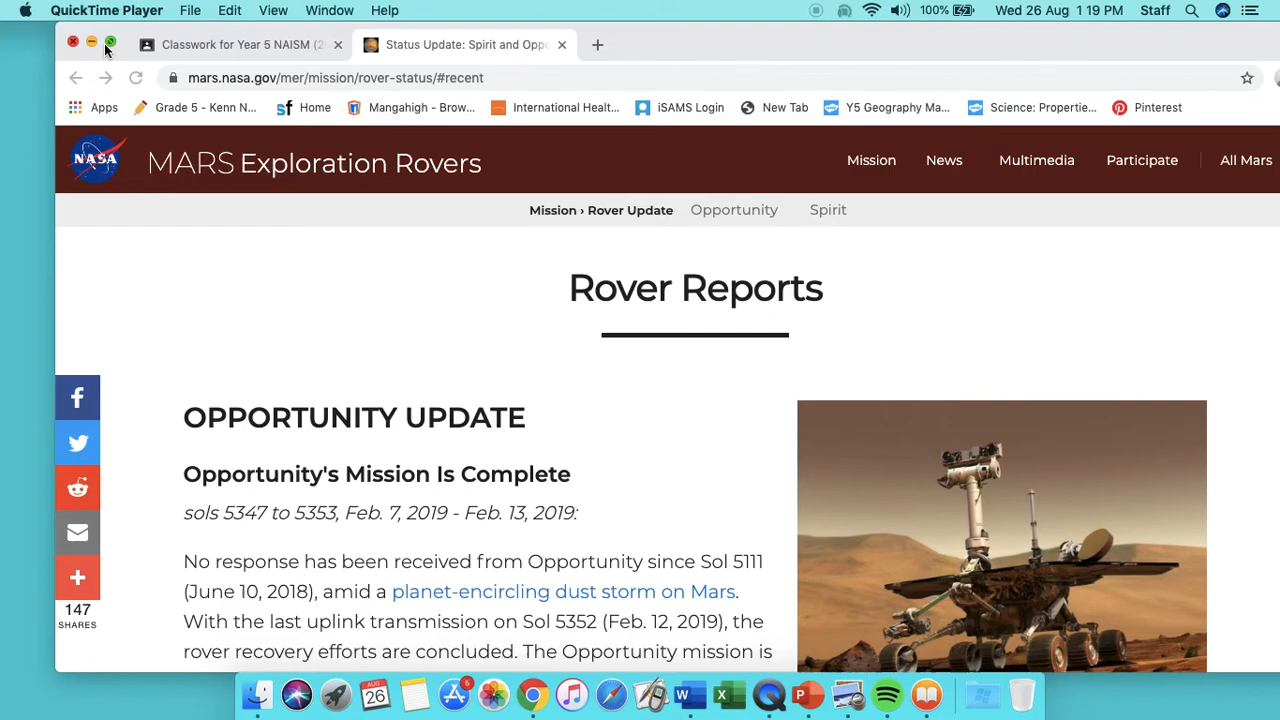 QuickTime Player File Edit View Window Help 100% Wed 26 Aug 1:19 PM Staff
Classwork for Year 5 NAISM (2 Status Update: Spirit and Oppo
mars.nasa.gov/mer/mission/rover-status/#recent
Apps Grade 5 - Kenn N... Home Mangahigh - Brow... International Healt... iSAMS Login New Tab Y5 Geography Ma... Science: Propertie... Pinterest
NASA MARS Exploration Rovers Mission News Multimedia Participate All Mars
Mission › Rover Update Opportunity Spirit
Rover Reports
OPPORTUNITY UPDATE
Opportunity's Mission Is Complete
sols 5347 to 5353, Feb. 7, 2019 - Feb. 13, 2019:
No response has been received from Opportunity since Sol 5111
(June 10, 2018), amid a planet-encircling dust storm on Mars.
With the last uplink transmission on Sol 5352 (Feb. 12, 2019), the
rover recovery efforts are concluded. The Opportunity mission is
147
SHARES
AUG
26
5